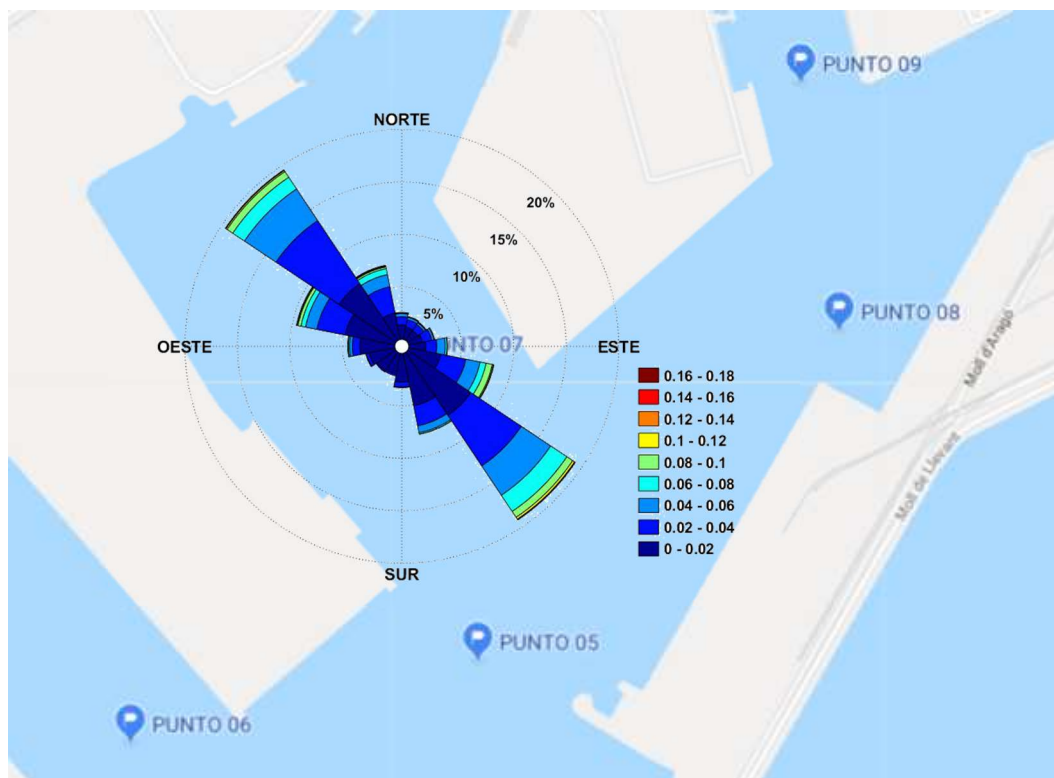 PUNTO 09
NORTE
20%
15%
10%
5%
PUNTO 08
OESTE
UNTO 07
ESTE
Moll d'Aragó
0.16 - 0.18
0.14 - 0.16
0.12 - 0.14
0.1 - 0.12
0.08 - 0.1
0.06 - 0.08
0.04 - 0.06
0.02 - 0.04
0 - 0.02
Moll de Llevant
SUR
PUNTO 05
PUNTO 06